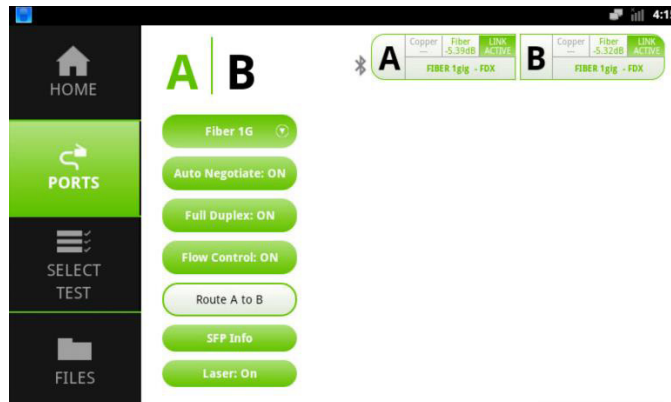 4:1
HOME
PORTS
SELECT
TEST
FILES
A B
Fiber 1G
Auto Negotiate: ON
Full Duplex: ON
Flow Control: ON
Route A to B
SFP Info
Laser: On
A
Copper
---
Fiber
-5.39dB
LINK
ACTIVE
FIBER 1gig - FDX
B
Copper
---
Fiber
-5.32dB
LINK
ACTIVE
FIBER 1gig - FDX